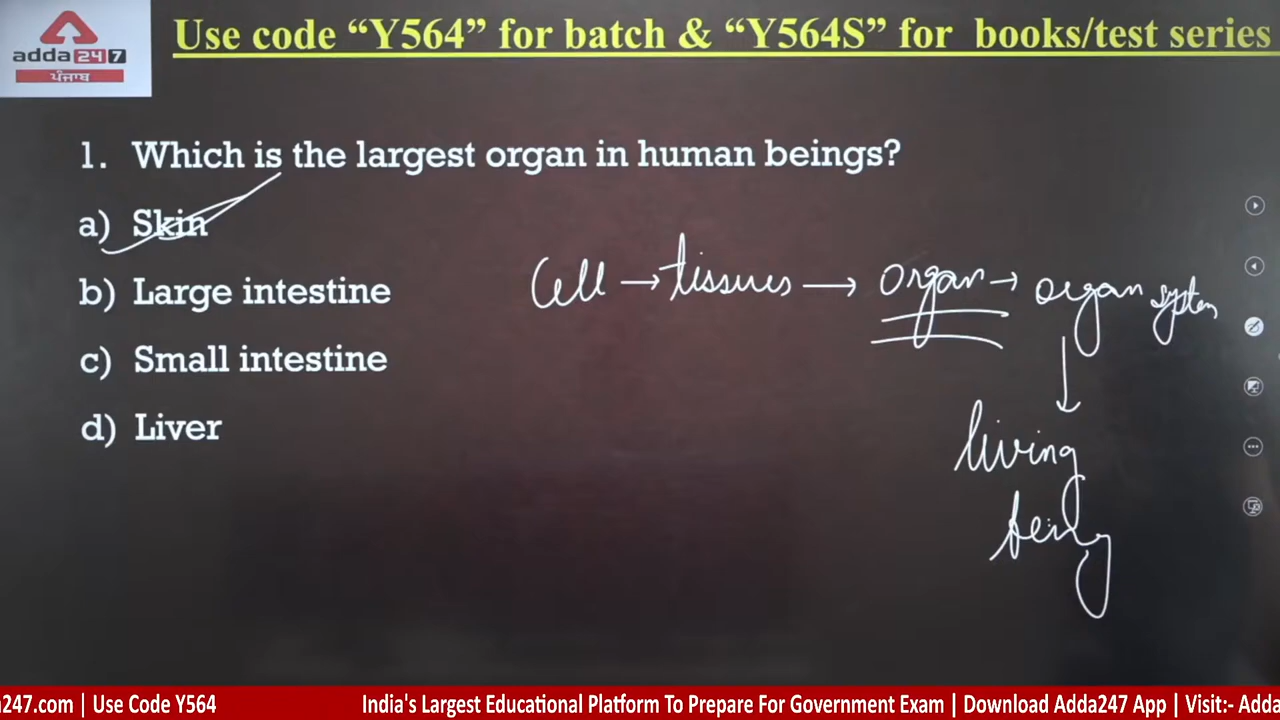 adda247
ਪੰਜਾਬ
Use code “Y564” for batch & “Y564S” for books/test series
1. Which is the largest organ in human beings?
a) Skin
b) Large intestine
c) Small intestine
d) Liver
Cell → tissues → organ → organ system
living
being
a247.com | Use Code Y564
India's Largest Educational Platform To Prepare For Government Exam | Download Adda247 App | Visit:- Adda